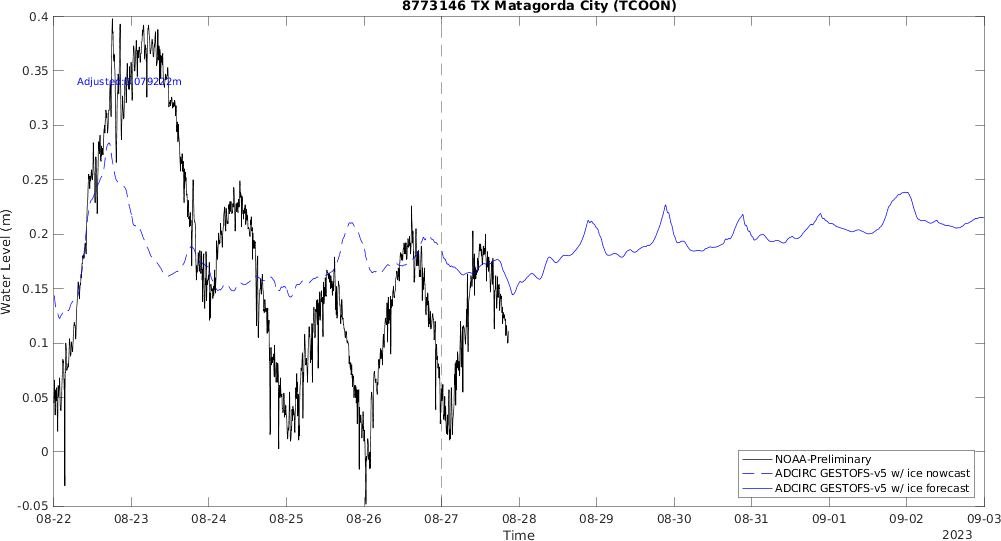 8773146 TX Matagorda City (TCOON)
0.4
0.35
0.3
0.25
0.2
0.15
0.1
0.05
0
-0.05
Water Level (m)
08-22 08-23 08-24 08-25 08-26 08-27 08-28 08-29 08-30 08-31 09-01 09-02 09-03
Time
2023
NOAA-Preliminary
ADCIRC GESTOFS-v5 w/ ice nowcast
ADCIRC GESTOFS-v5 w/ ice forecast